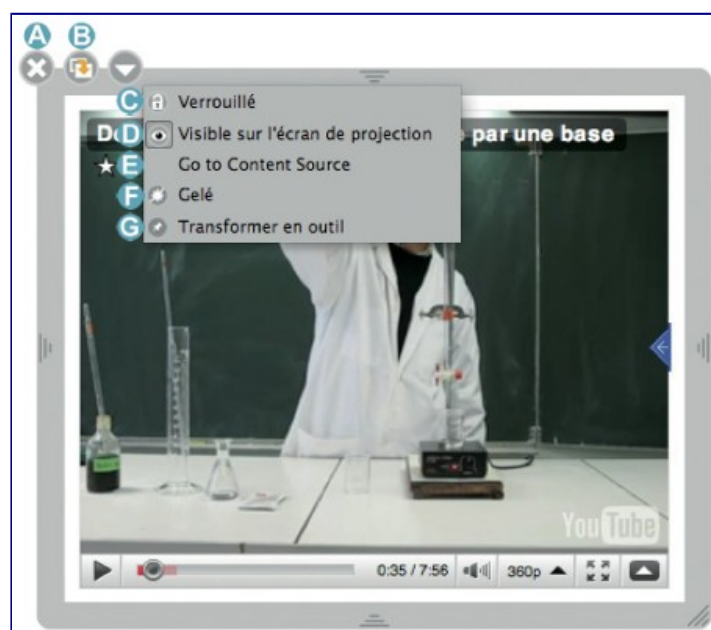 A B
C Verrouillé
D D Visible sur l'écran de projection par une base
E Go to Content Source
F Gelé
G Transformer en outil
YouTube
0:35 / 7:56 360p